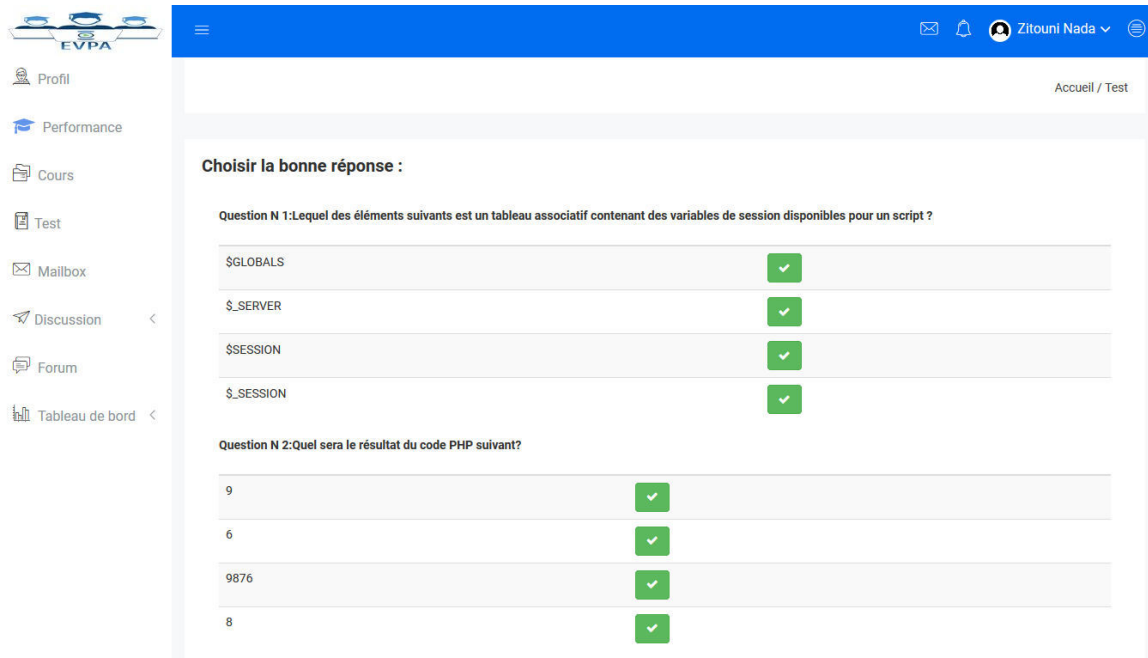 EVPA
Zitouni Nada
Profil
Accueil / Test
Performance
Cours
Test
Mailbox
Discussion
Forum
Tableau de bord
Choisir la bonne réponse :
Question N 1:Lequel des éléments suivants est un tableau associatif contenant des variables de session disponibles pour un script ?
$GLOBALS
$_SERVER
$SESSION
$_SESSION
Question N 2:Quel sera le résultat du code PHP suivant?
9
6
9876
8